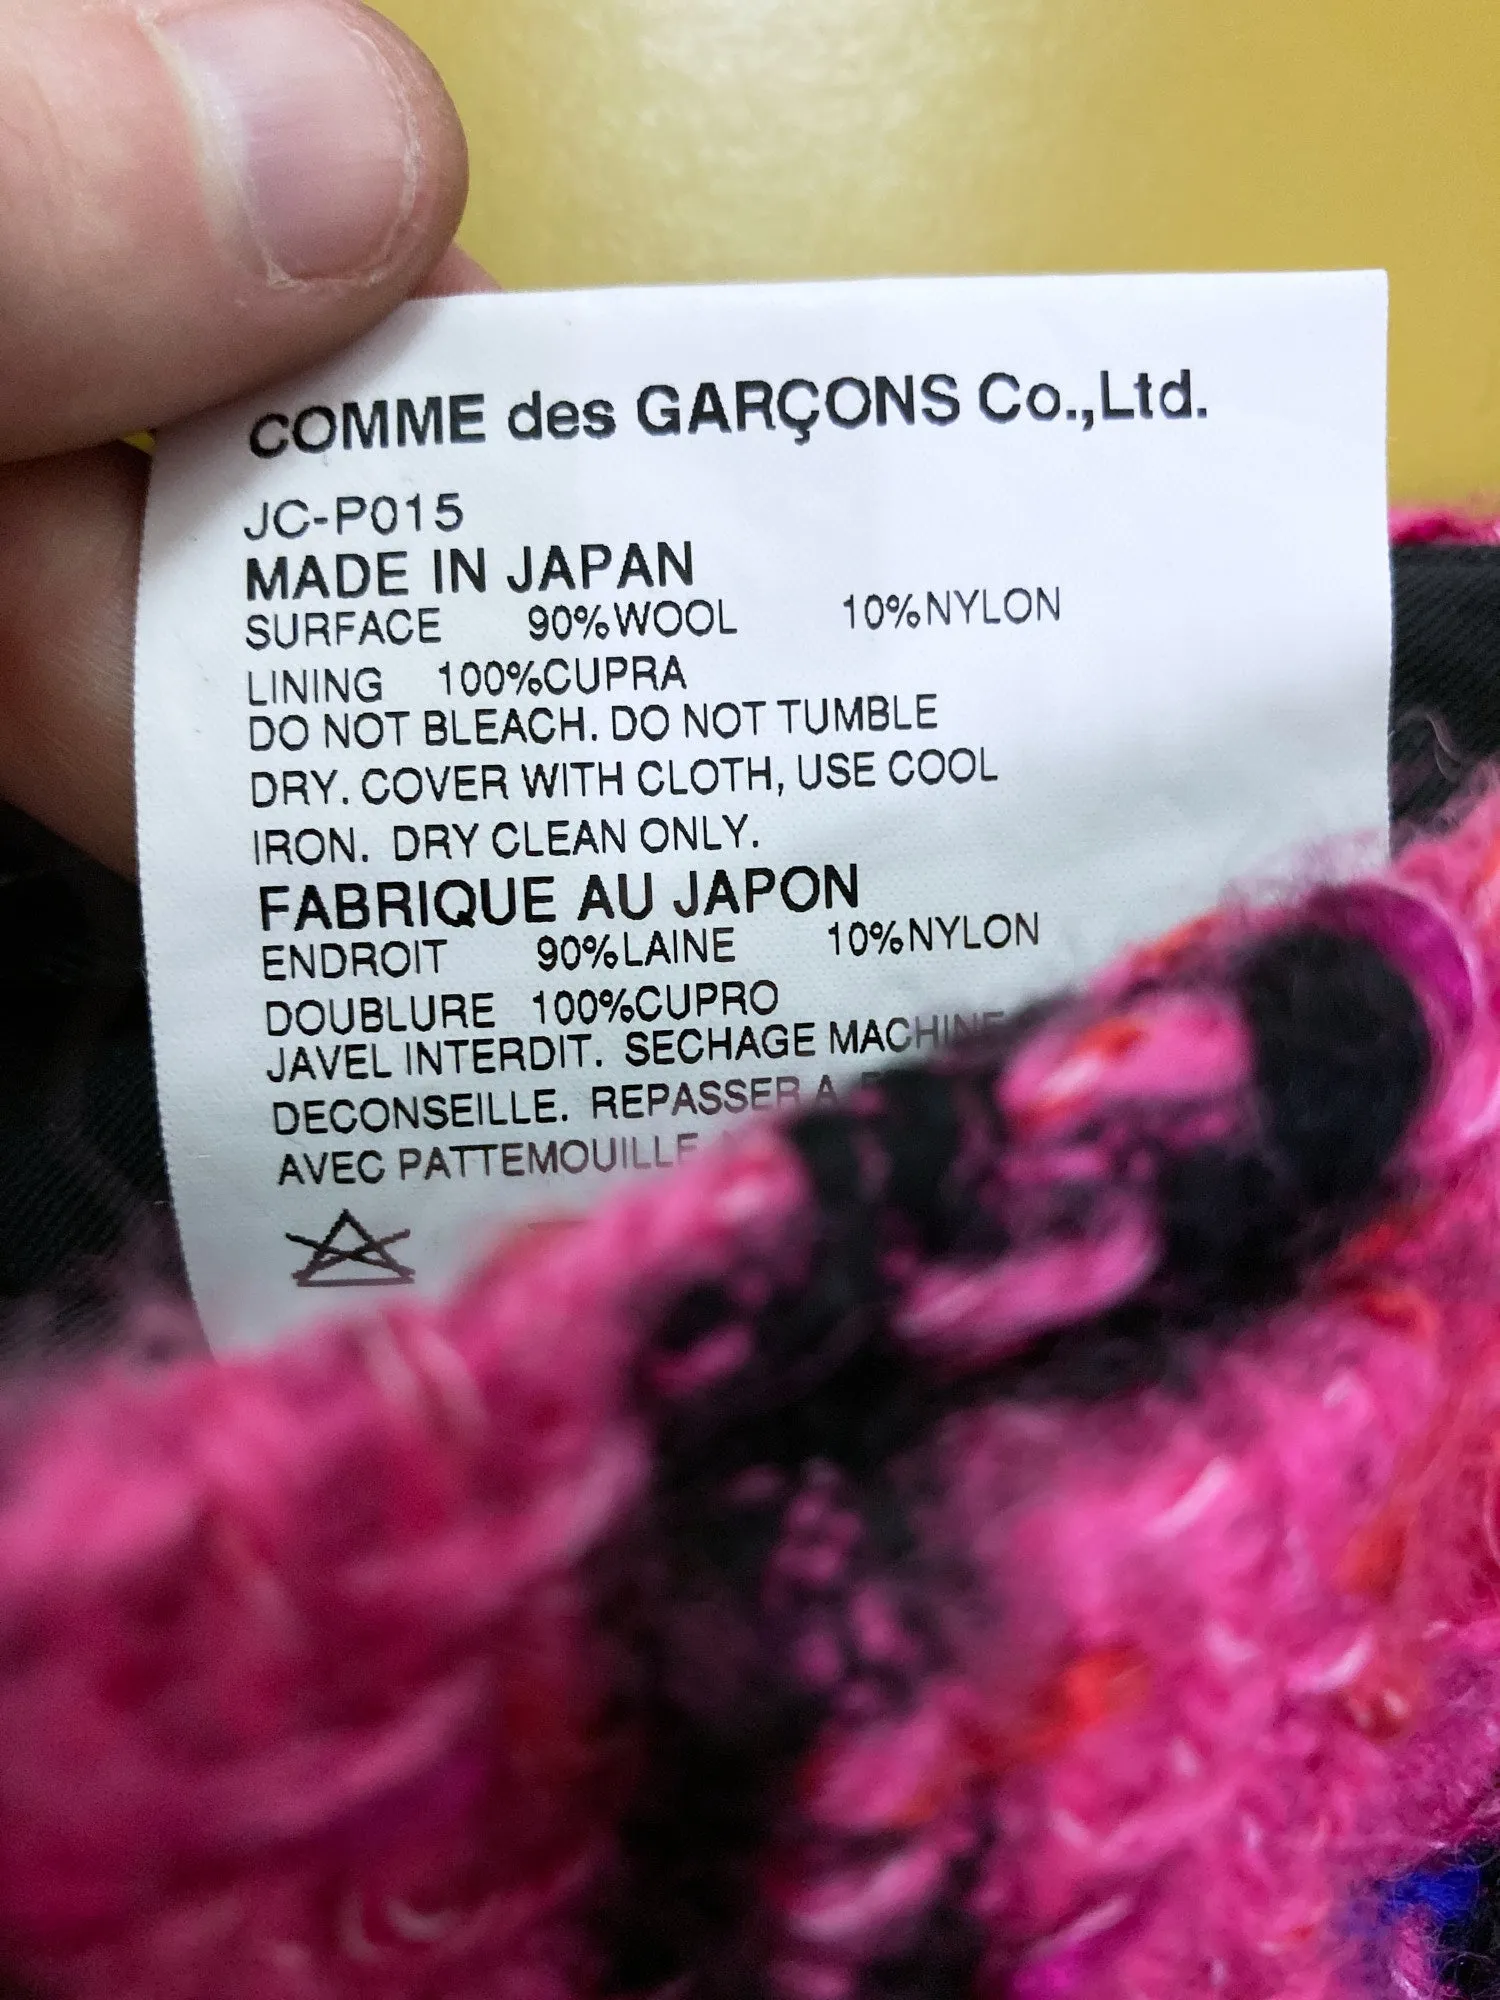 COMME des GARÇONS Co.,Ltd.
JC-P015
MADE IN JAPAN
SURFACE 90%WOOL 10%NYLON
LINING 100%CUPRA
DO NOT BLEACH. DO NOT TUMBLE
DRY. COVER WITH CLOTH, USE COOL
IRON. DRY CLEAN ONLY.
FABRIQUE AU JAPON
ENDROIT 90%LAINE 10%NYLON
DOUBLURE 100%CUPRO
JAVEL INTERDIT. SECHAGE MACHINE
DECONSEILLE. REPASSER A
AVEC PATTEMOUILLE